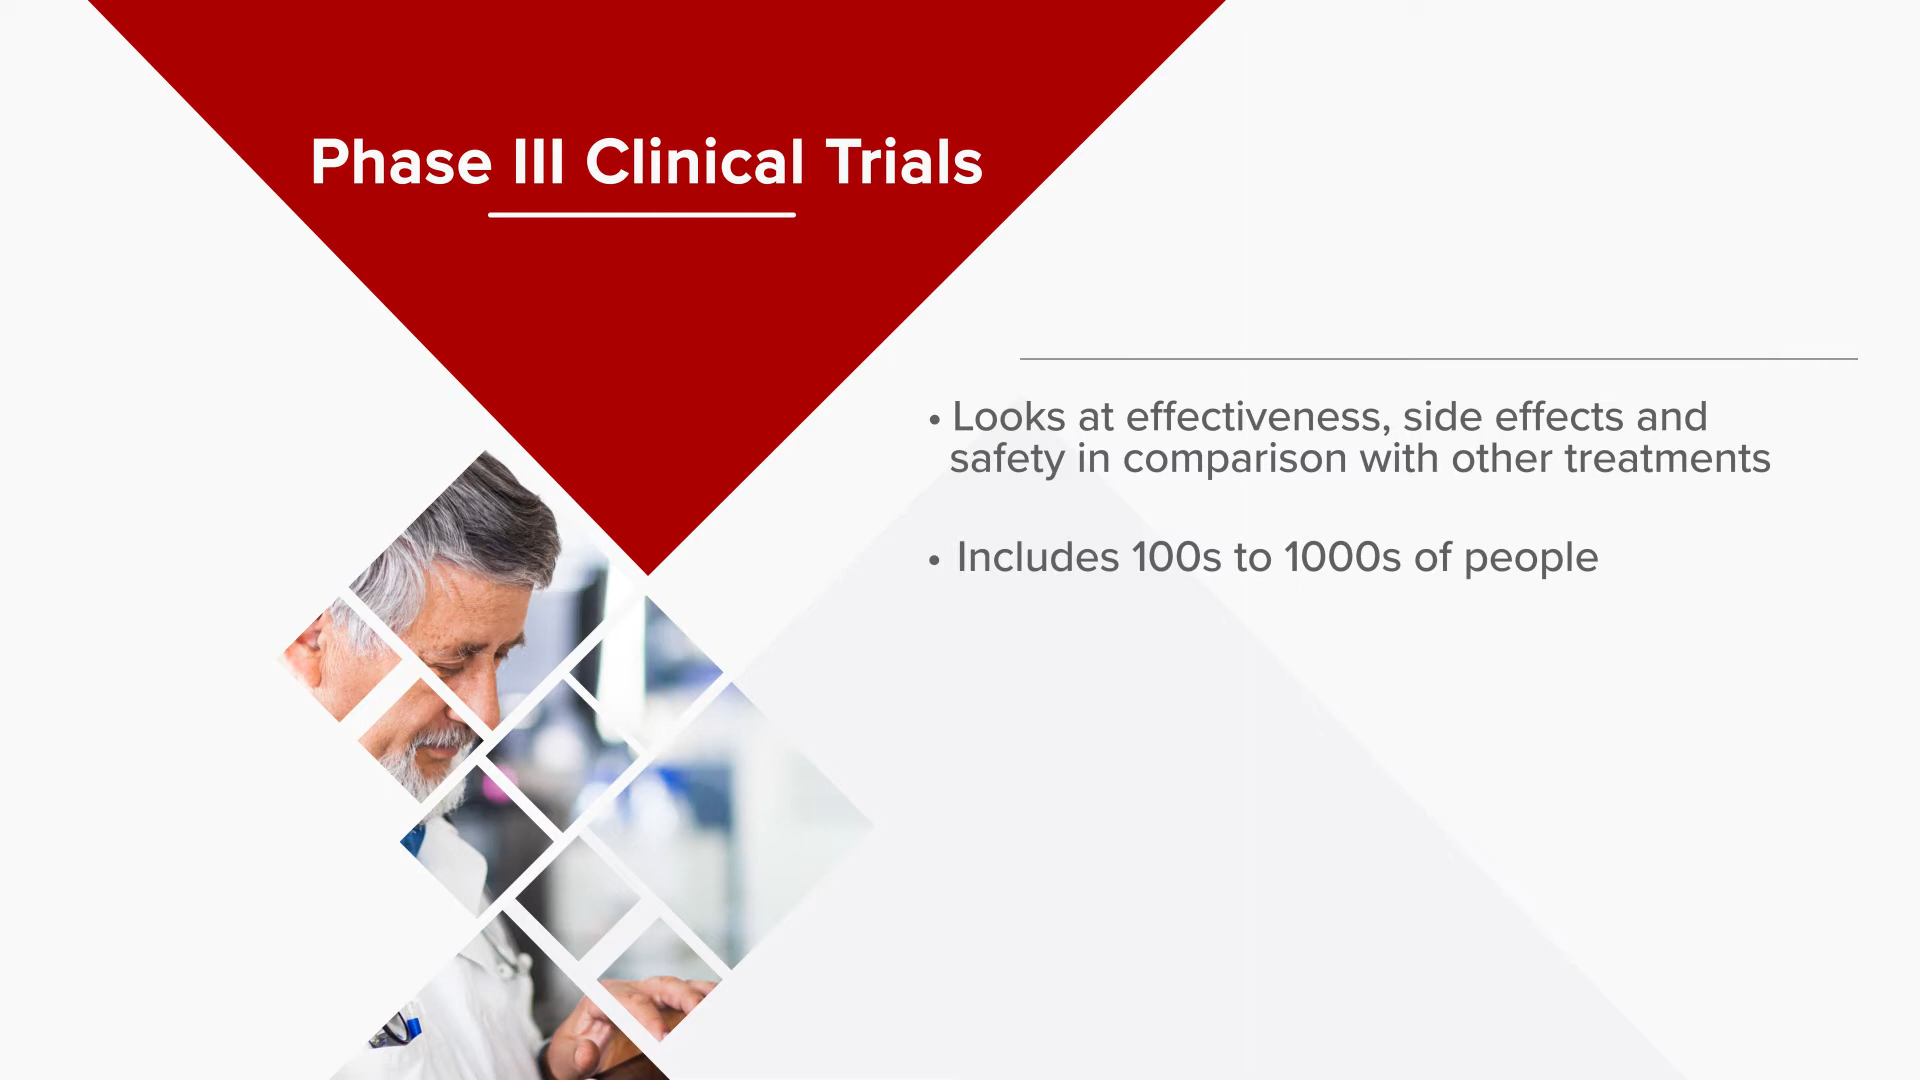 Phase III Clinical Trials
• Looks at effectiveness, side effects and
safety in comparison with other treatments
• Includes 100s to 1000s of people